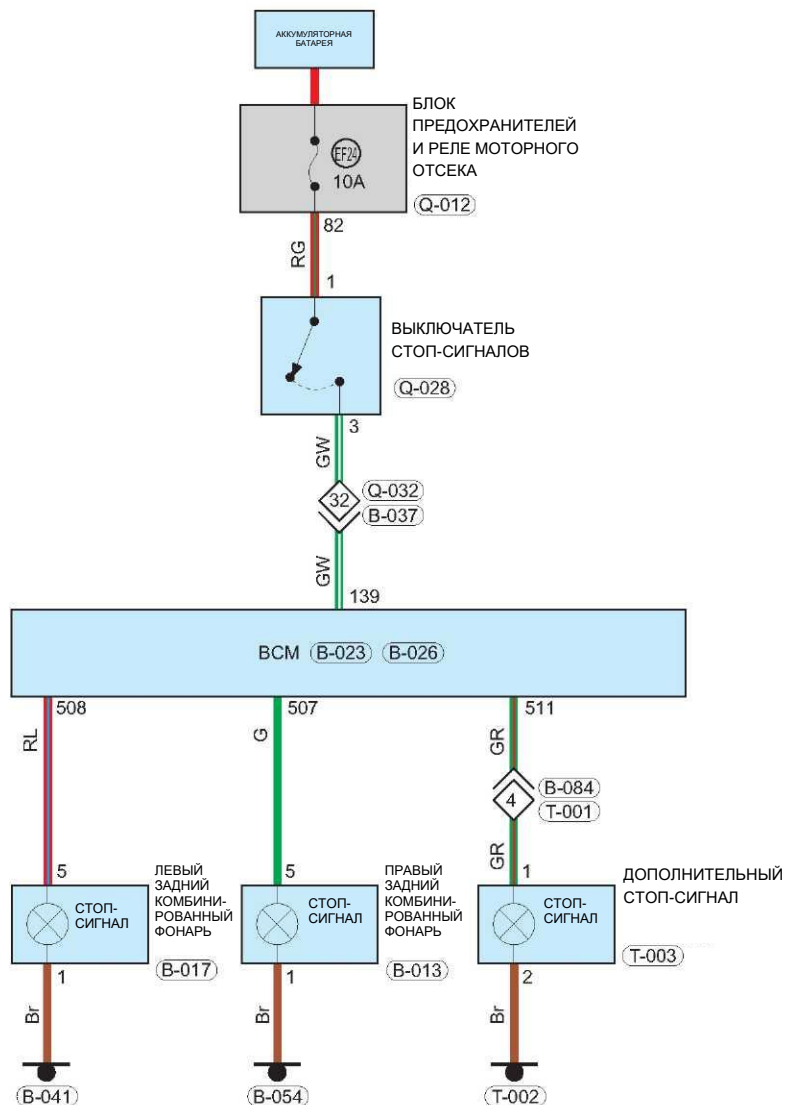 АККУМУЛЯТОРНАЯ
БАТАРЕЯ
БЛОК
ПРЕДОХРАНИТЕЛЕЙ
И РЕЛЕ МОТОРНОГО
ОТСЕКА
EF24
10A
Q-012
82
RG
1
ВЫКЛЮЧАТЕЛЬ
СТОП-СИГНАЛОВ
Q-028
3
GW
32
Q-032
B-037
GW
139
BCM B-023 B-026
508
507
511
RL
G
GR
4
B-084
T-001
GR
5
ЛЕВЫЙ
ЗАДНИЙ
КОМБИНИ-
РОВАННЫЙ
ФОНАРЬ
СТОП-
СИГНАЛ
B-017
1
5
ПРАВЫЙ
ЗАДНИЙ
КОМБИНИ-
РОВАННЫЙ
ФОНАРЬ
СТОП-
СИГНАЛ
B-013
1
1
ДОПОЛНИТЕЛЬНЫЙ
СТОП-СИГНАЛ
СТОП-
СИГНАЛ
T-003
2
Br
Br
Br
B-041
B-054
T-002